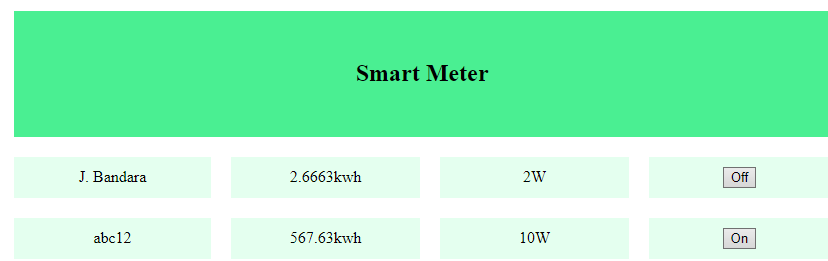 Smart Meter
J. Bandara 2.6663kwh 2W Off
abc12 567.63kwh 10W On